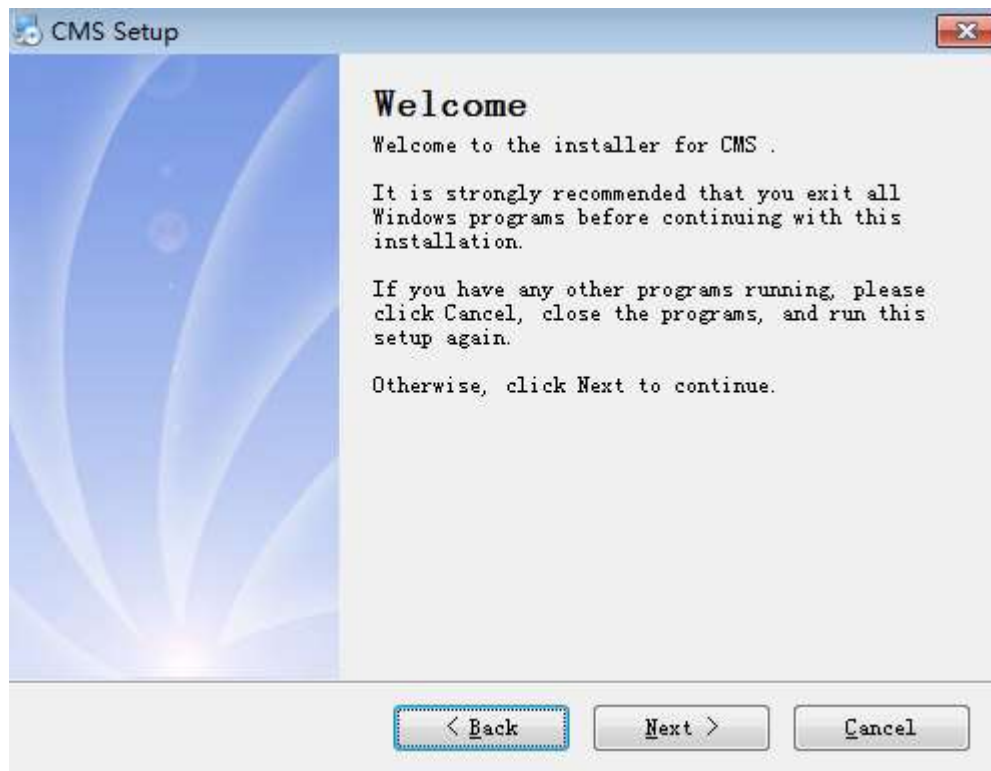 CMS Setup
Welcome
Welcome to the installer for CMS .
It is strongly recommended that you exit all
Windows programs before continuing with this
installation.
If you have any other programs running, please
click Cancel, close the programs, and run this
setup again.
Otherwise, click Next to continue.
< Back
Next >
Cancel